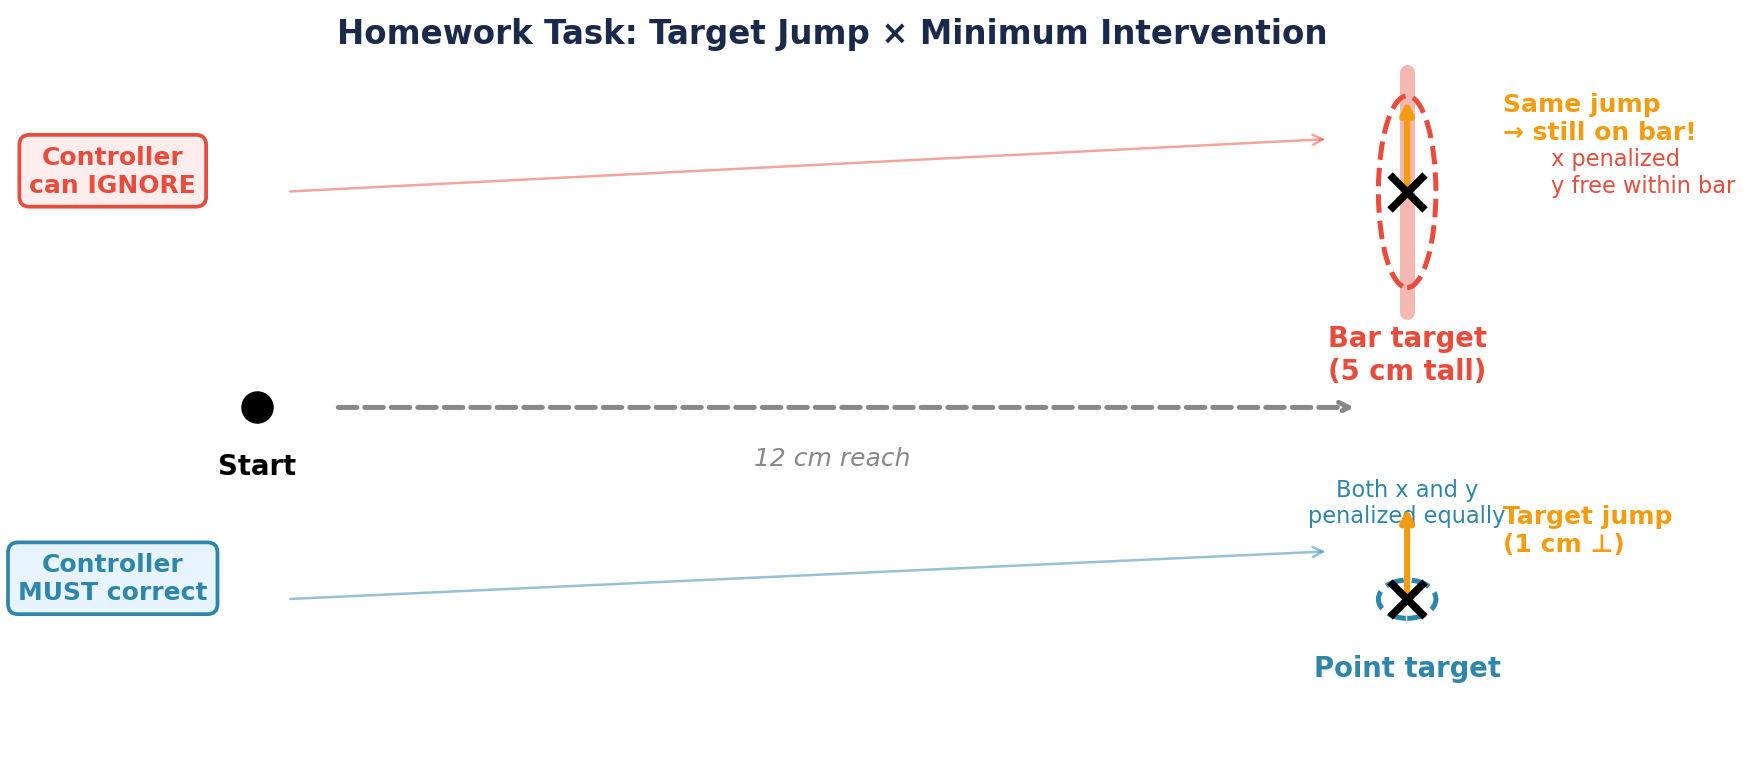 Homework Task: Target Jump × Minimum Intervention
Controller
can IGNORE
Same jump
→ still on bar!
x penalized
y free within bar
Bar target
(5 cm tall)
Start
12 cm reach
Both x and y
penalized equally
Target jump
(1 cm ⊥)
Controller
MUST correct
Point target